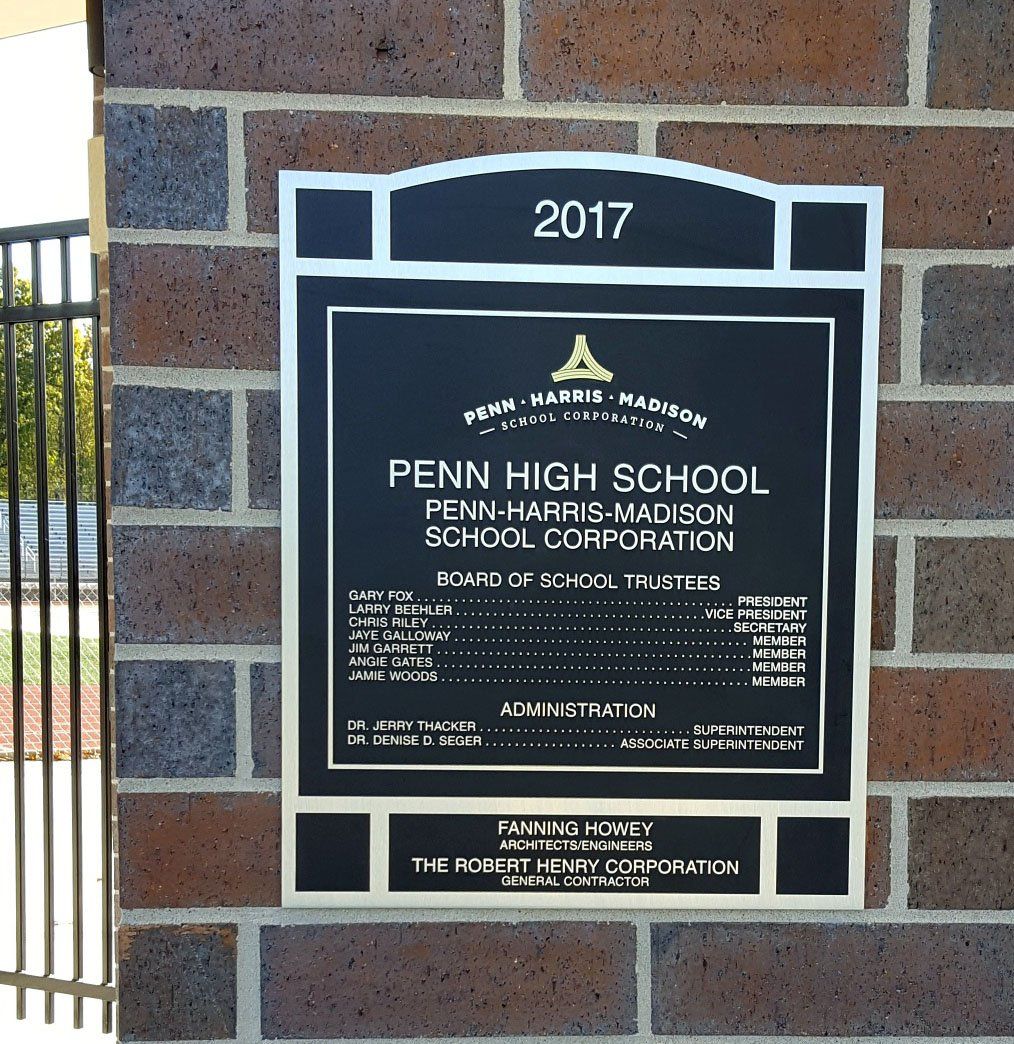 2017
PENN ▲ HARRIS ▲ MADISON
— SCHOOL CORPORATION —
PENN HIGH SCHOOL
PENN-HARRIS-MADISON
SCHOOL CORPORATION
BOARD OF SCHOOL TRUSTEES
GARY FOX ........................................ PRESIDENT
LARRY BEEHLER ........................................ VICE PRESIDENT
CHRIS RILEY ........................................ SECRETARY
JAYE GALLOWAY ........................................ MEMBER
JIM GARRETT ........................................ MEMBER
ANGIE GATES ........................................ MEMBER
JAMIE WOODS ........................................ MEMBER
ADMINISTRATION
DR. JERRY THACKER .............................. SUPERINTENDENT
DR. DENISE D. SEGER ................... ASSOCIATE SUPERINTENDENT
FANNING HOWEY
ARCHITECTS/ENGINEERS
THE ROBERT HENRY CORPORATION
GENERAL CONTRACTOR